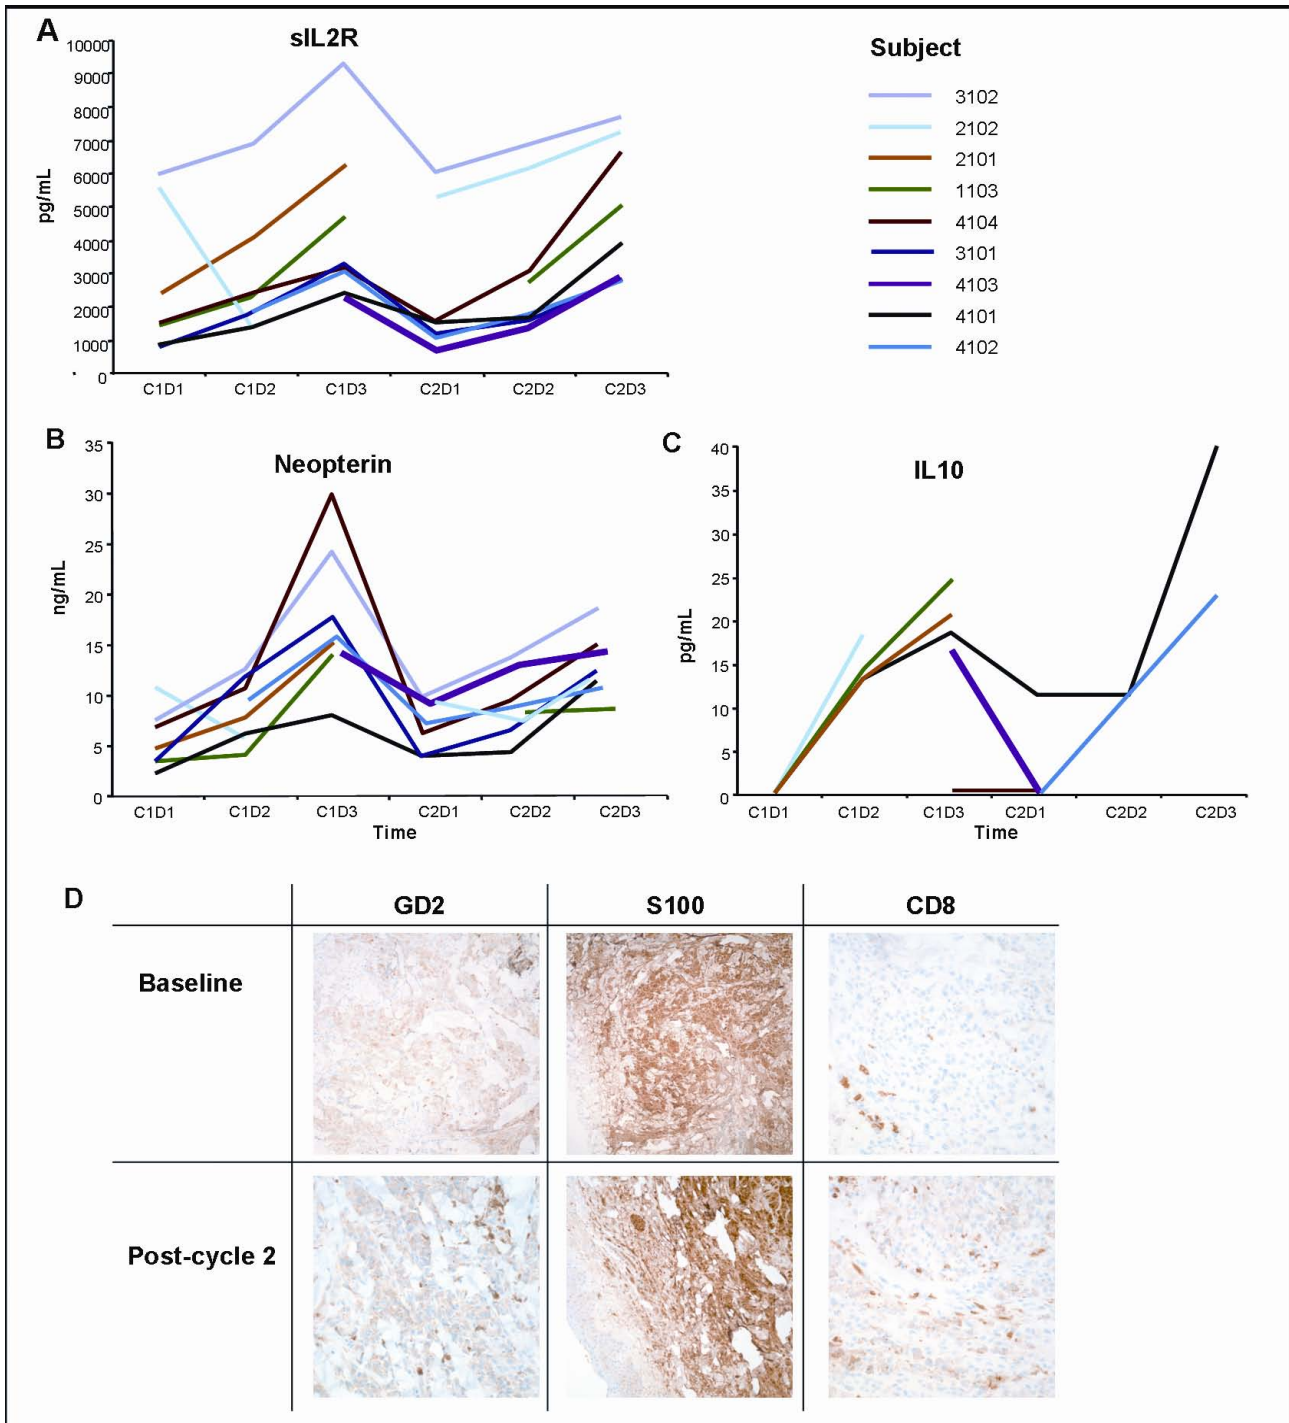 A
sIL2R
10000
9000
8000
7000
6000
5000
4000
3000
2000
1000
0
pg/mL
C1D1 C1D2 C1D3 C2D1 C2D2 C2D3
Subject
3102
2102
2101
1103
4104
3101
4103
4101
4102
B
Neopterin
35
30
25
20
15
10
5
0
ng/mL
C1D1 C1D2 C1D3 C2D1 C2D2 C2D3
Time
C
IL10
40
35
30
25
20
15
10
5
0
pg/mL
C1D1 C1D2 C1D3 C2D1 C2D2 C2D3
Time
D
GD2 S100 CD8
Baseline
Post-cycle 2